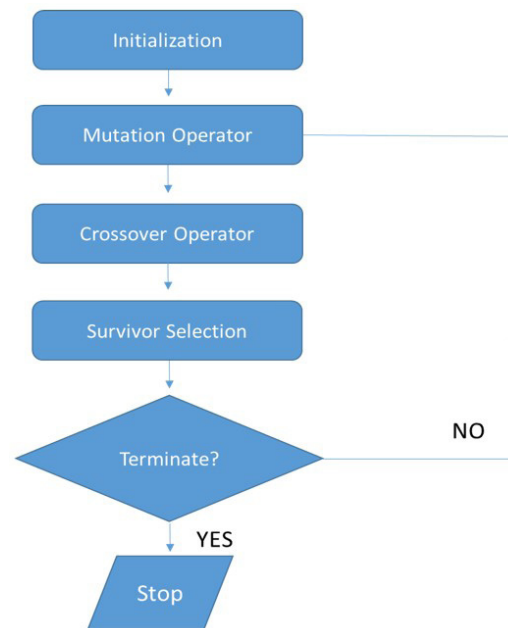 Initialization
Mutation Operator
Crossover Operator
Survivor Selection
Terminate?
NO
YES
Stop